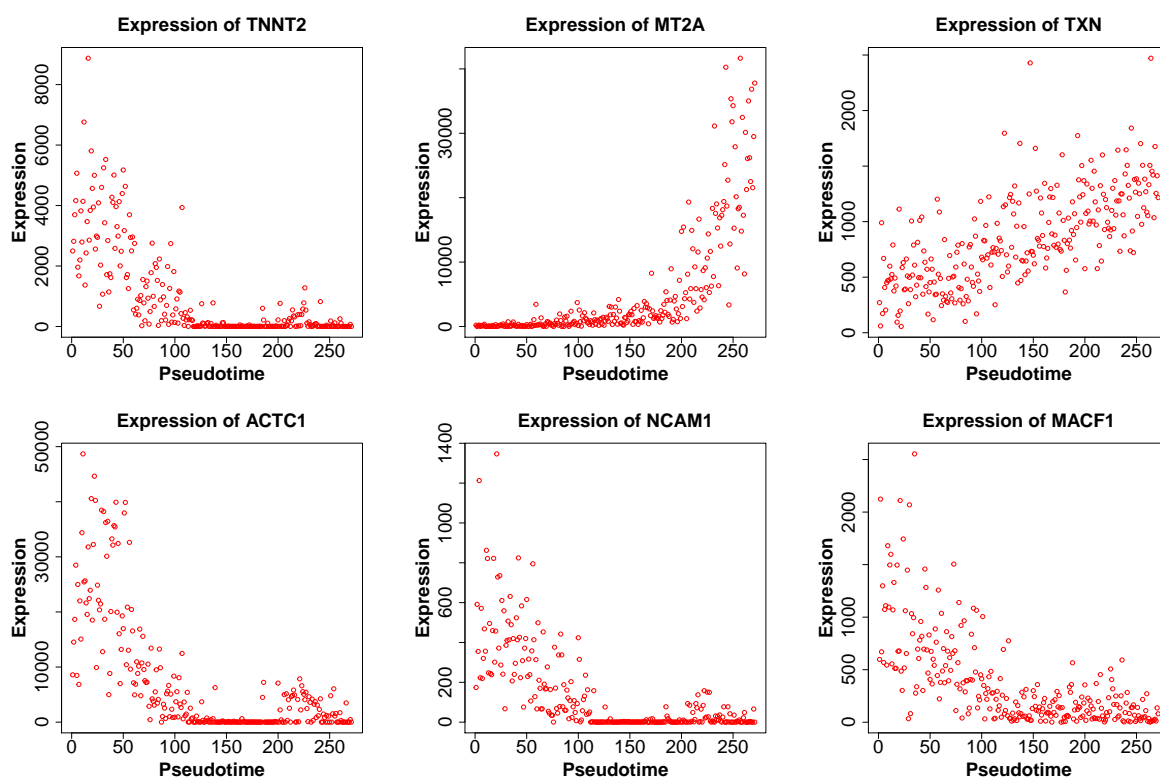 Expression of TNNT2
Expression
0 2000 4000 6000 8000
0 50 100 150 200 250
Pseudotime
Expression of MT2A
Expression
0 10000 30000
0 50 100 150 200 250
Pseudotime
Expression of TXN
Expression
0 500 1000 2000
0 50 100 150 200 250
Pseudotime
Expression of ACTC1
Expression
0 10000 30000 50000
0 50 100 150 200 250
Pseudotime
Expression of NCAM1
Expression
0 200 600 1000 1400
0 50 100 150 200 250
Pseudotime
Expression of MACF1
Expression
0 500 1000 2000
0 50 100 150 200 250
Pseudotime